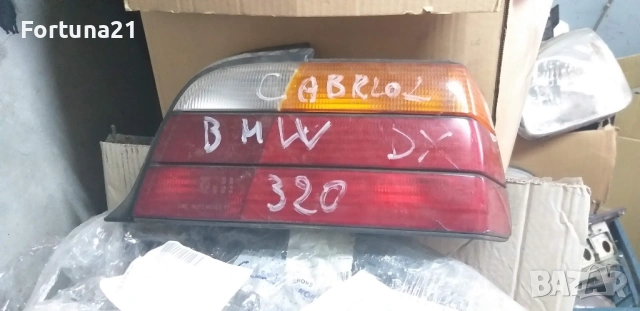 Fortuna21
CABRIOL
BMW DX
320
BAZAR